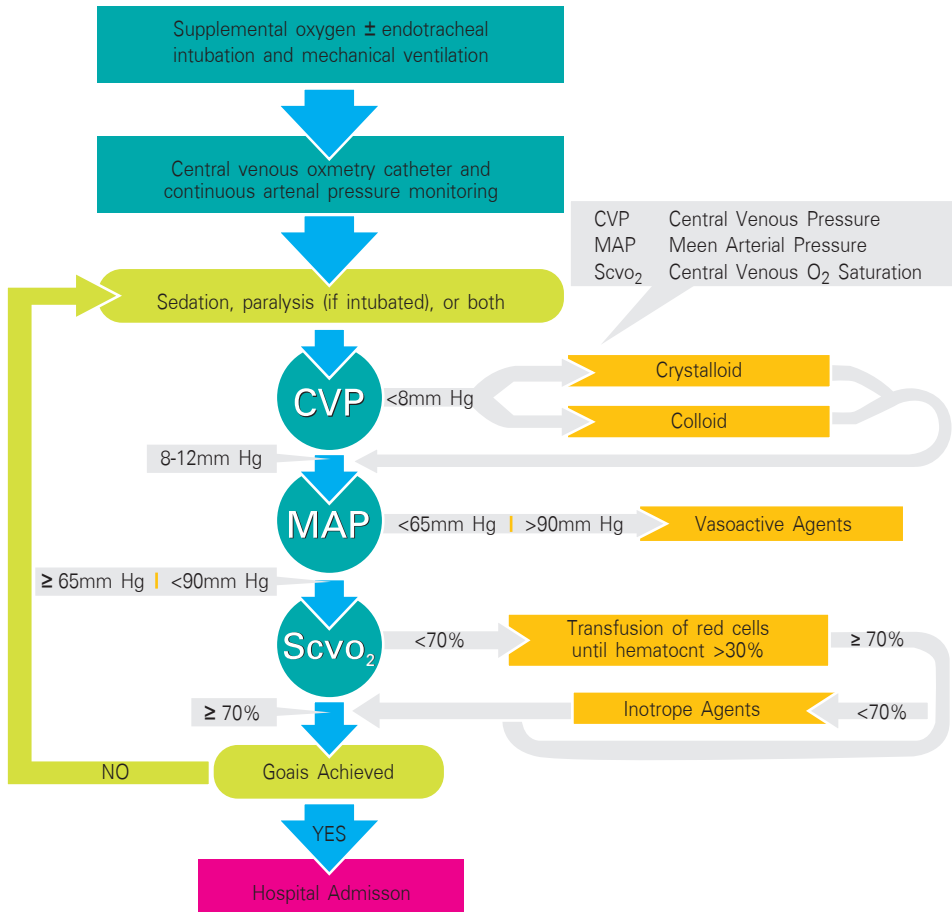 Supplemental oxygen ± endotracheal
intubation and mechanical ventilation
Central venous oxmetry catheter and
continuous artenal pressure monitoring
CVP Central Venous Pressure
MAP Meen Arterial Pressure
Scvo₂ Central Venous O₂ Saturation
Sedation, paralysis (if intubated), or both
CVP
<8mm Hg
Crystalloid
Colloid
8-12mm Hg
MAP
<65mm Hg | >90mm Hg
Vasoactive Agents
≥ 65mm Hg | <90mm Hg
Scvo₂
<70%
Transfusion of red cells
until hematocnt >30%
≥ 70%
Inotrope Agents
<70%
≥ 70%
NO
Goais Achieved
YES
Hospital Admisson